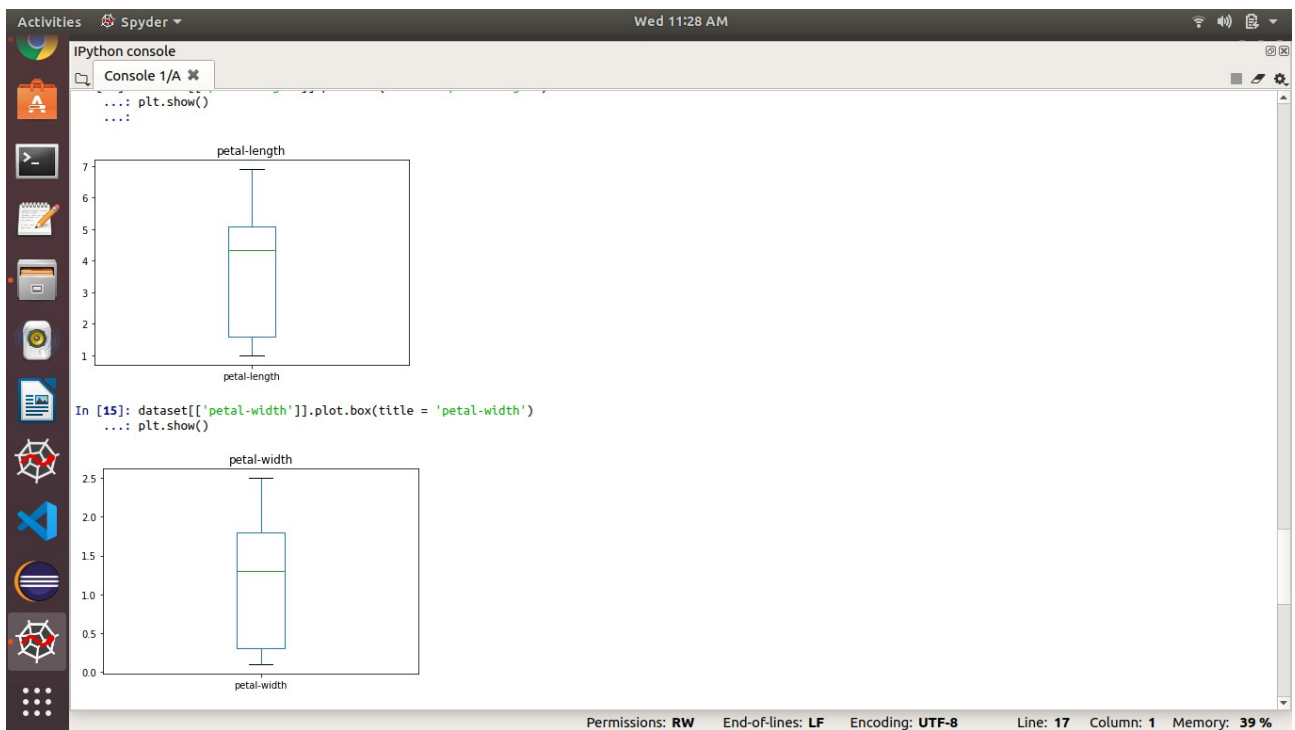 Activities Spyder Wed 11:28 AM
IPython console
Console 1/A
...: plt.show()
...:
petal-length
7
6
5
4
3
2
1
petal-length
In [15]: dataset[['petal-width']].plot.box(title = 'petal-width')
...: plt.show()
petal-width
2.5
2.0
1.5
1.0
0.5
0.0
petal-width
Permissions: RW End-of-lines: LF Encoding: UTF-8 Line: 17 Column: 1 Memory: 39 %